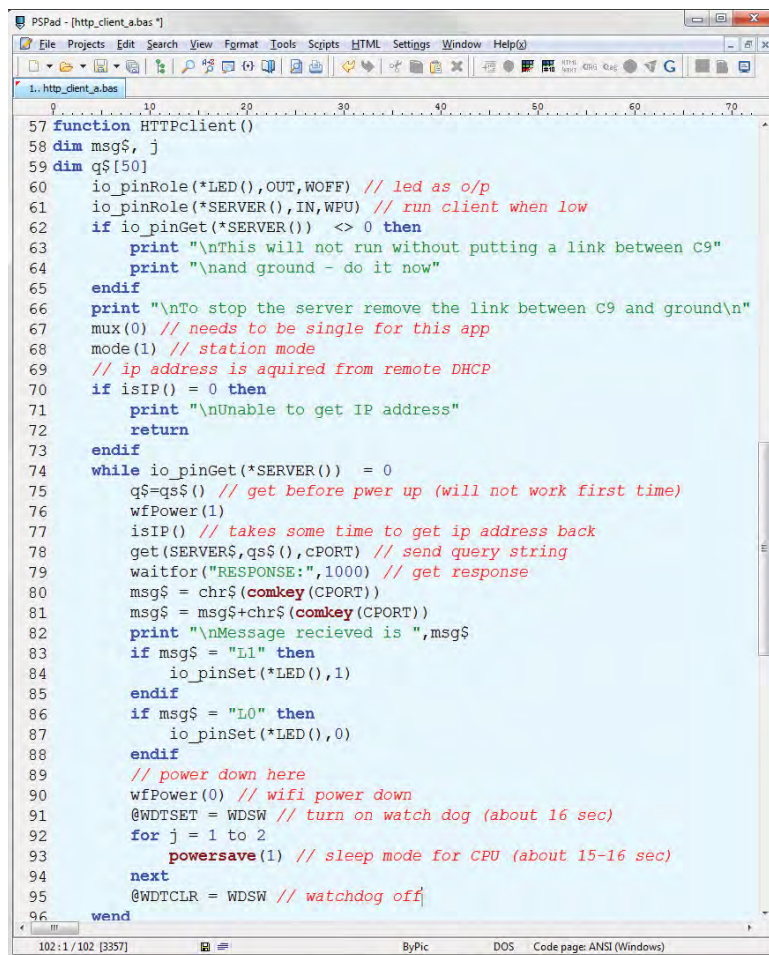 PSPad - [http_client_a.bas *]
File Projects Edit Search View Format Tools Scripts HTML Settings Window Help(x)
1.. http_client_a.bas
0 10 20 30 40 50 60 70
57 function HTTPclient()
58 dim msg$, j
59 dim q$[50]
60 io_pinRole(*LED(),OUT,WOFF) // led as o/p
61 io_pinRole(*SERVER(),IN,WPU) // run client when low
62 if io_pinGet(*SERVER()) <> 0 then
63 print "\nThis will not run without putting a link between C9"
64 print "\nand ground - do it now"
65 endif
66 print "\nTo stop the server remove the link between C9 and ground\n"
67 mux(0) // needs to be single for this app
68 mode(1) // station mode
69 // ip address is aquired from remote DHCP
70 if isIP() = 0 then
71 print "\nUnable to get IP address"
72 return
73 endif
74 while io_pinGet(*SERVER()) = 0
75 q$=qs$() // get before pwer up (will not work first time)
76 wfPower(1)
77 isIP() // takes some time to get ip address back
78 get(SERVER$,qs$(),cPORT) // send query string
79 waitfor("RESPONSE:",1000) // get response
80 msg$ = chr$(comkey(CPORT))
81 msg$ = msg$+chr$(comkey(CPORT))
82 print "\nMessage recieved is ",msg$
83 if msg$ = "L1" then
84 io_pinSet(*LED(),1)
85 endif
86 if msg$ = "L0" then
87 io_pinSet(*LED(),0)
88 endif
89 // power down here
90 wfPower(0) // wifi power down
91 @WDTSET = WDSW // turn on watch dog (about 16 sec)
92 for j = 1 to 2
93 powersave(1) // sleep mode for CPU (about 15-16 sec)
94 next
95 @WDTCLR = WDSW // watchdog off
96 wend
102 : 1 / 102 [3357] ByPic DOS Code page: ANSI (Windows)